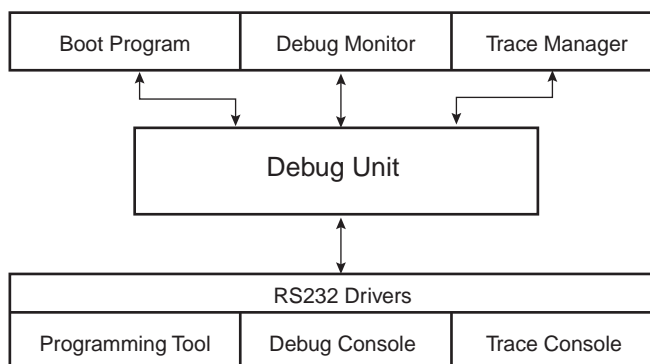 Boot Program
Debug Monitor
Trace Manager
Debug Unit
RS232 Drivers
Programming Tool
Debug Console
Trace Console